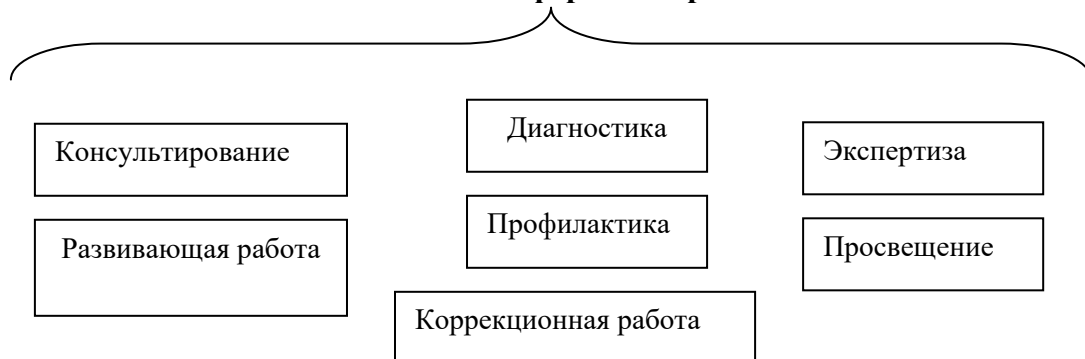 Консультирование
Диагностика
Экспертиза
Развивающая работа
Профилактика
Просвещение
Коррекционная работа